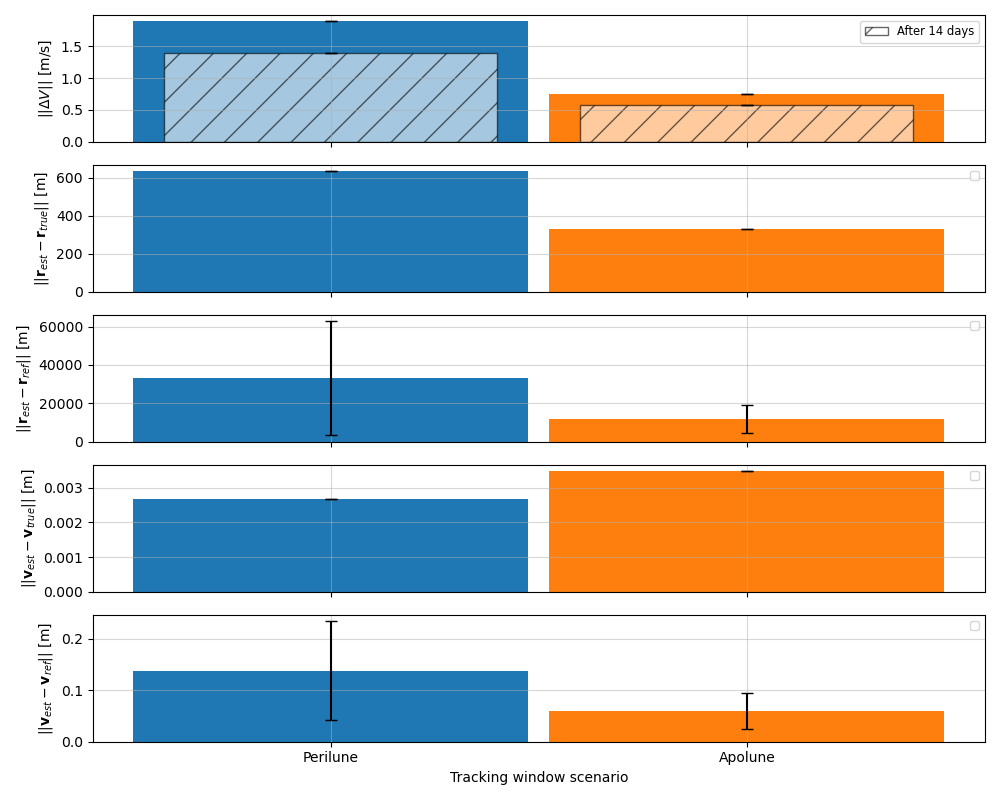 ||ΔV|| [m/s]
1.5
1.0
0.5
0.0
After 14 days
||r_est − r_true|| [m]
600
400
200
0
||r_est − r_ref|| [m]
60000
40000
20000
0
||v_est − v_true|| [m]
0.003
0.002
0.001
0.000
||v_est − v_ref|| [m]
0.2
0.1
0.0
Perilune Apolune
Tracking window scenario